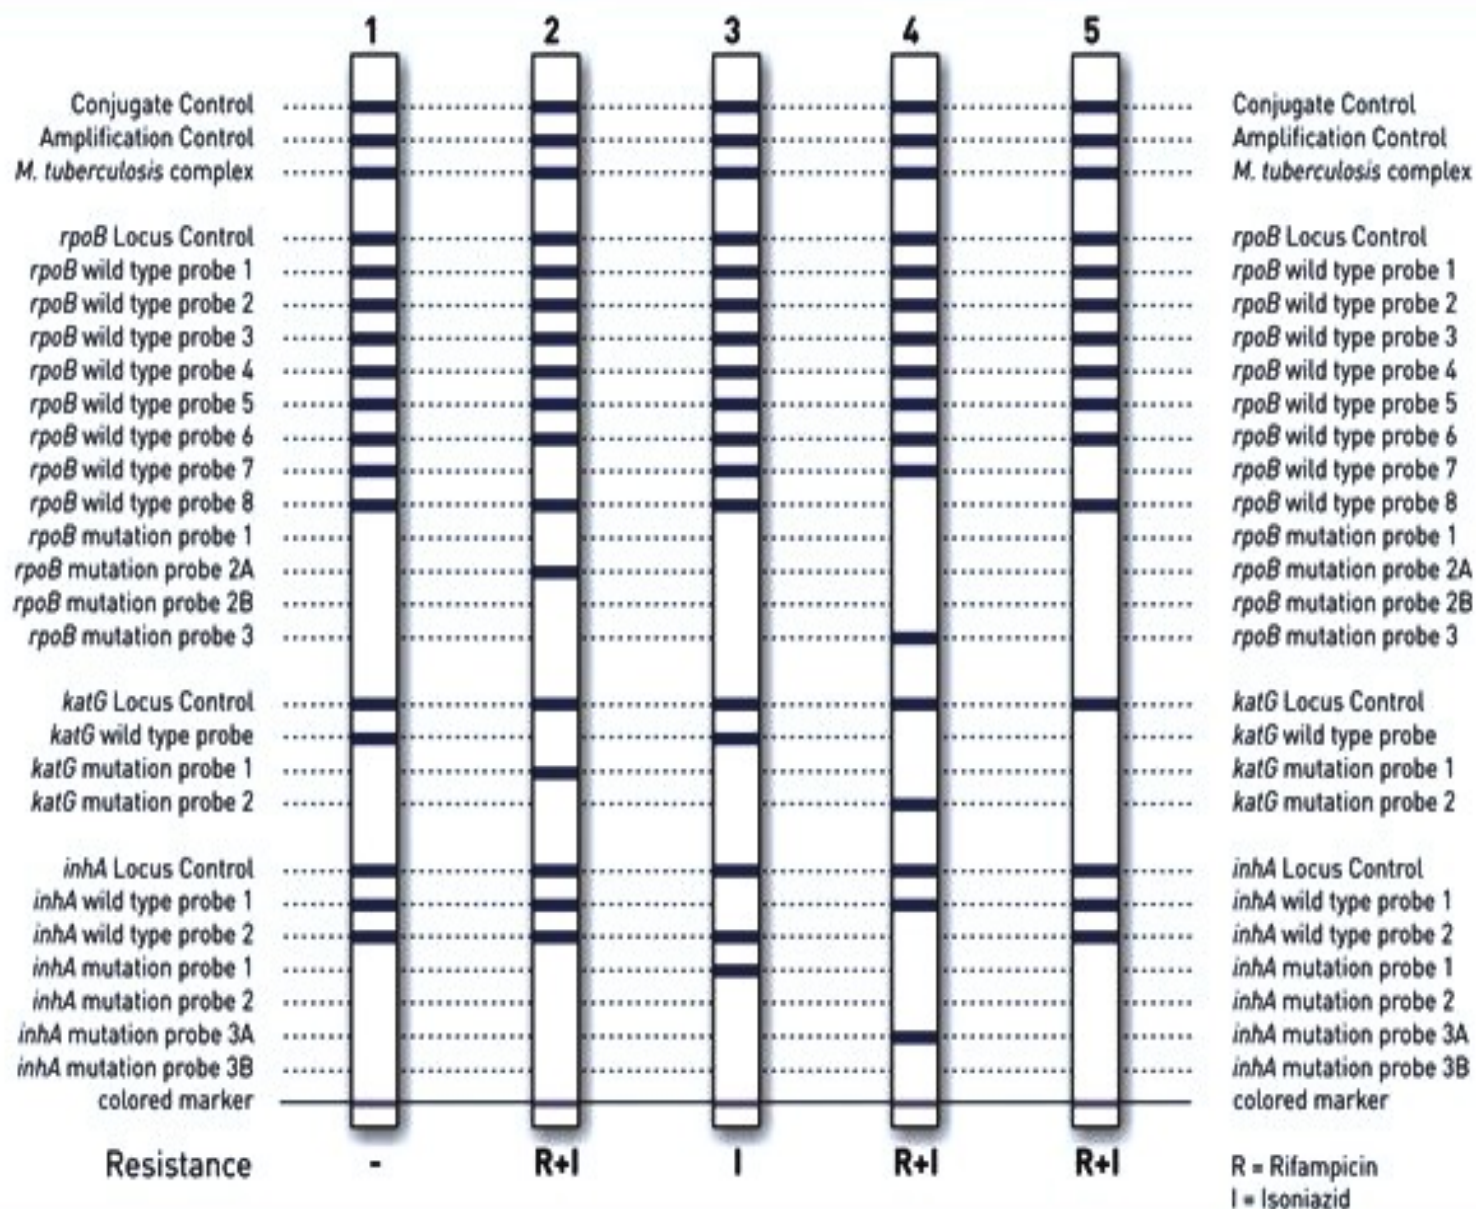 1 2 3 4 5
Conjugate Control Conjugate Control
Amplification Control Amplification Control
M. tuberculosis complex M. tuberculosis complex
rpoB Locus Control rpoB Locus Control
rpoB wild type probe 1 rpoB wild type probe 1
rpoB wild type probe 2 rpoB wild type probe 2
rpoB wild type probe 3 rpoB wild type probe 3
rpoB wild type probe 4 rpoB wild type probe 4
rpoB wild type probe 5 rpoB wild type probe 5
rpoB wild type probe 6 rpoB wild type probe 6
rpoB wild type probe 7 rpoB wild type probe 7
rpoB wild type probe 8 rpoB wild type probe 8
rpoB mutation probe 1 rpoB mutation probe 1
rpoB mutation probe 2A rpoB mutation probe 2A
rpoB mutation probe 2B rpoB mutation probe 2B
rpoB mutation probe 3 rpoB mutation probe 3
katG Locus Control katG Locus Control
katG wild type probe katG wild type probe
katG mutation probe 1 katG mutation probe 1
katG mutation probe 2 katG mutation probe 2
inhA Locus Control inhA Locus Control
inhA wild type probe 1 inhA wild type probe 1
inhA wild type probe 2 inhA wild type probe 2
inhA mutation probe 1 inhA mutation probe 1
inhA mutation probe 2 inhA mutation probe 2
inhA mutation probe 3A inhA mutation probe 3A
inhA mutation probe 3B inhA mutation probe 3B
colored marker colored marker
Resistance - R+I I R+I R+I R = Rifampicin
I = Isoniazid